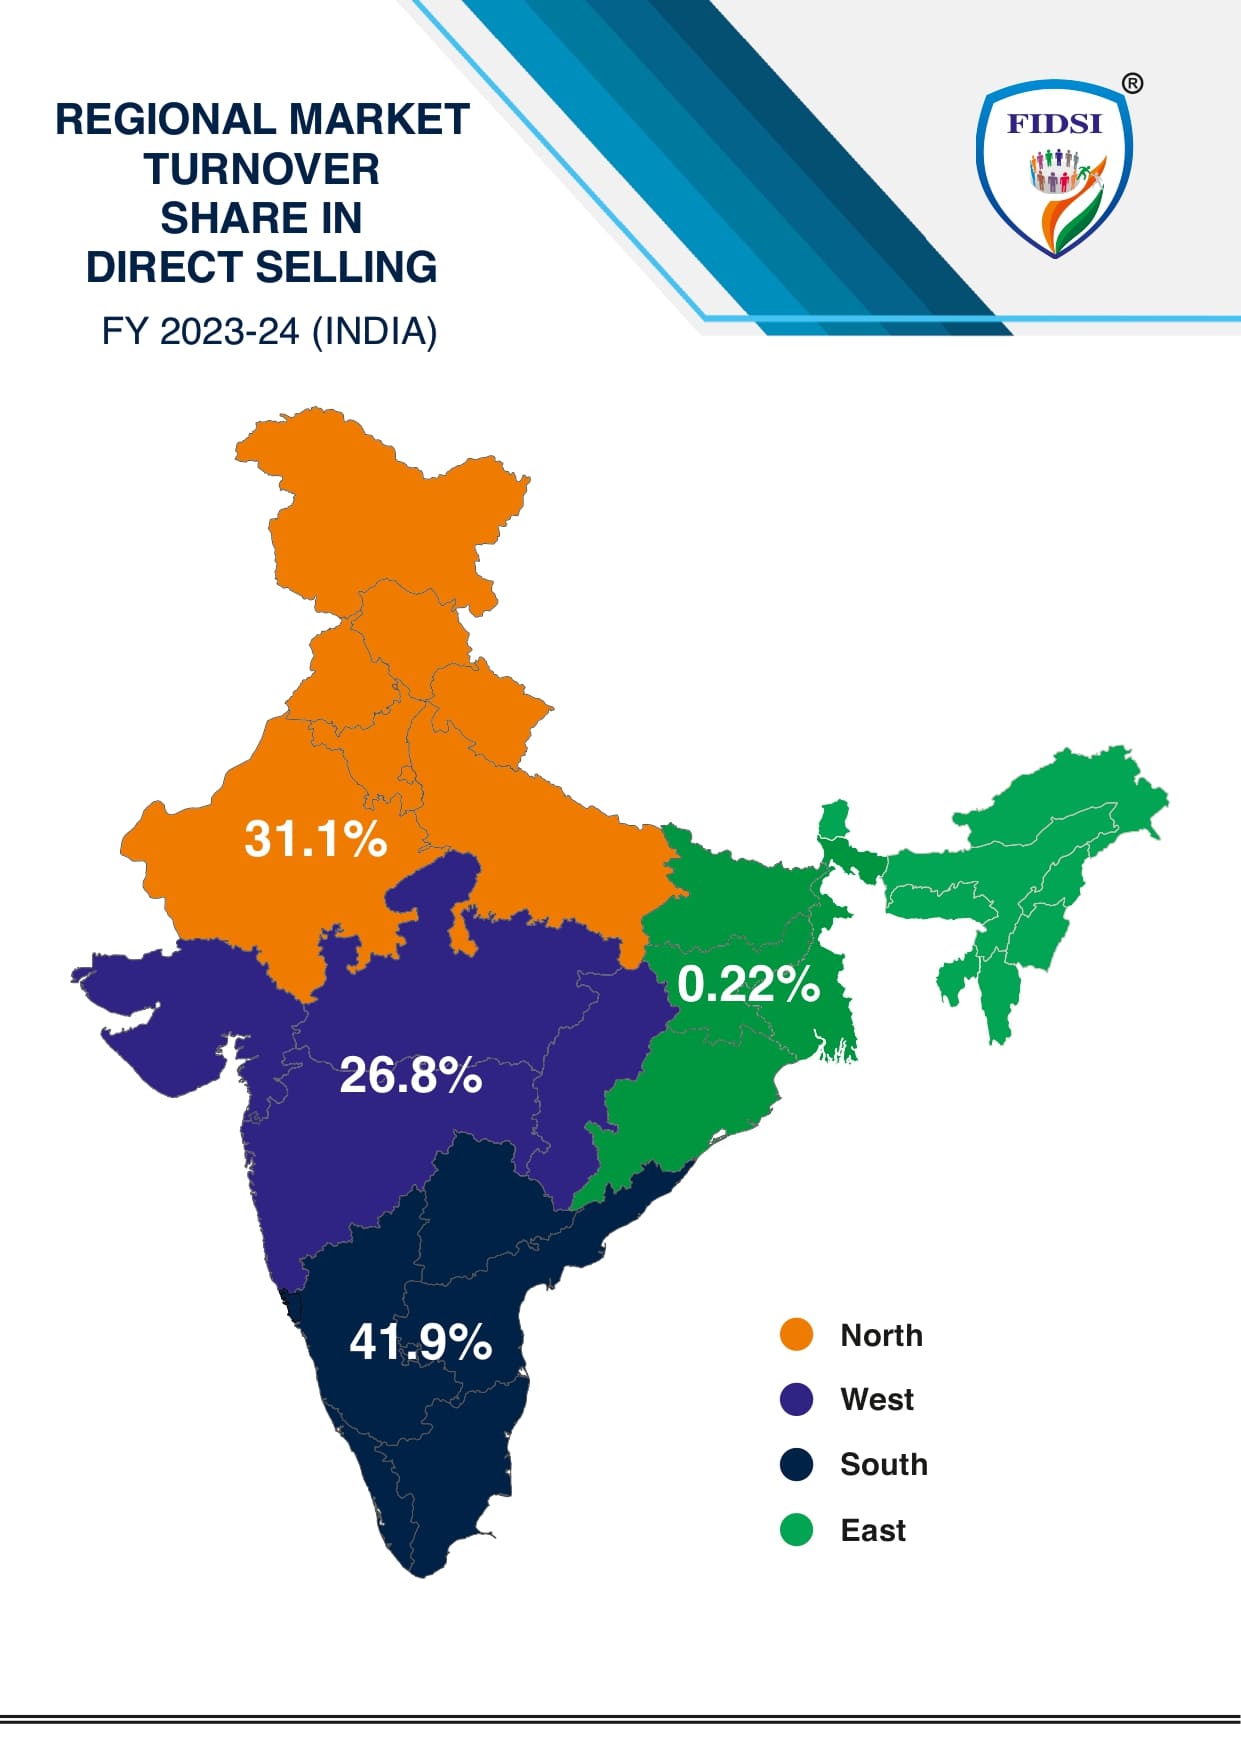 REGIONAL MARKET
TURNOVER
SHARE IN
DIRECT SELLING
FY 2023-24 (INDIA)
®
FIDSI
31.1%
0.22%
26.8%
41.9%
North
West
South
East